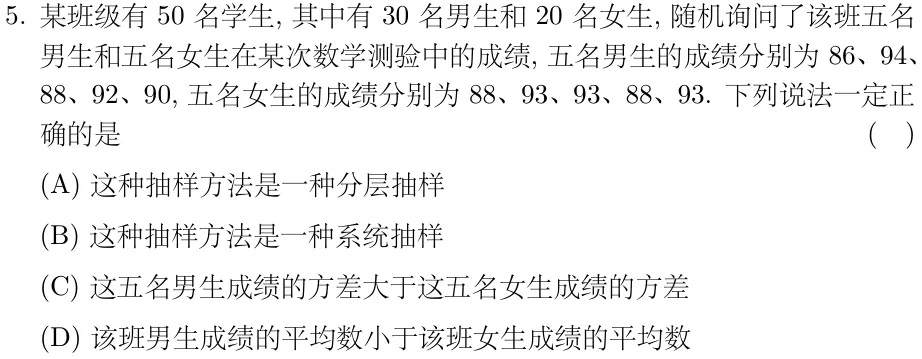 5. 某班级有 50 名学生, 其中有 30 名男生和 20 名女生, 随机询问了该班五名
男生和五名女生在某次数学测验中的成绩, 五名男生的成绩分别为 86、94、
88、92、90, 五名女生的成绩分别为 88、93、93、88、93. 下列说法一定正
确的是 ( )
(A) 这种抽样方法是一种分层抽样
(B) 这种抽样方法是一种系统抽样
(C) 这五名男生成绩的方差大于这五名女生成绩的方差
(D) 该班男生成绩的平均数小于该班女生成绩的平均数